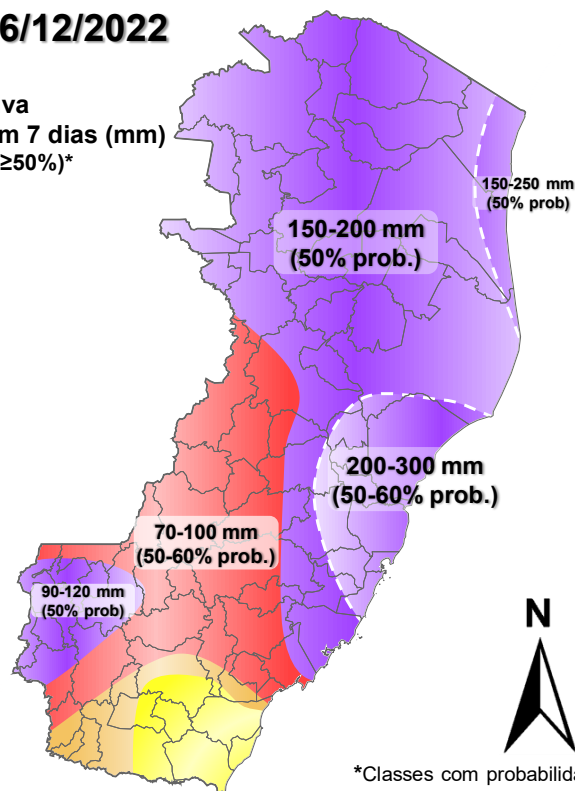 6/12/2022
va
m 7 dias (mm)
≥50%)*
150-250 mm
(50% prob)
150-200 mm
(50% prob.)
200-300 mm
(50-60% prob.)
70-100 mm
(50-60% prob.)
90-120 mm
(50% prob)
N
*Classes com probabilida